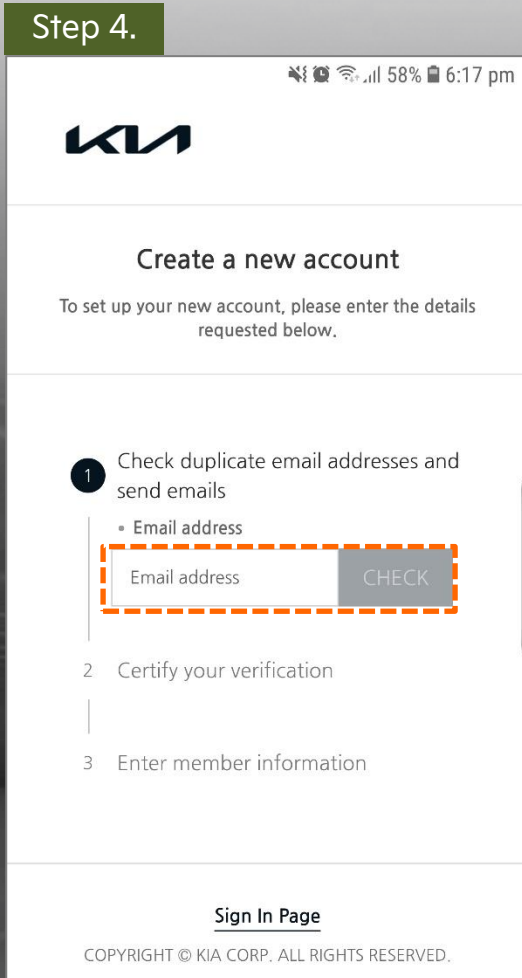 Step 4.
58% 6:17 pm
KIA
Create a new account
To set up your new account, please enter the details
requested below.
1 Check duplicate email addresses and
send emails
Email address
Email address CHECK
2 Certify your verification
3 Enter member information
Sign In Page
COPYRIGHT © KIA CORP. ALL RIGHTS RESERVED.